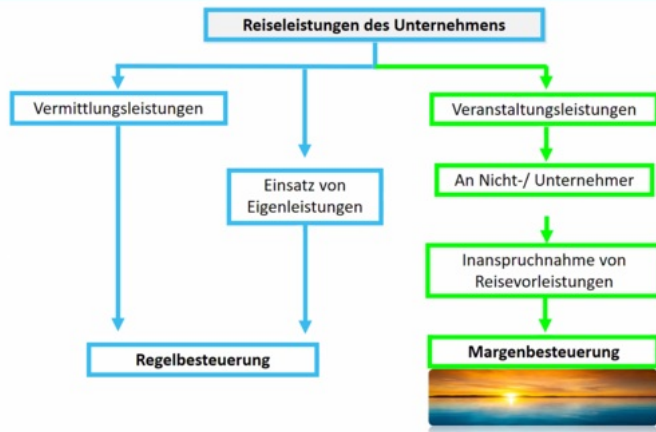 Reiseleistungen des Unternehmens
Vermittlungsleistungen
Veranstaltungsleistungen
Einsatz von
Eigenleistungen
An Nicht-/ Unternehmer
Inanspruchnahme von
Reisevorleistungen
Regelbesteuerung
Margenbesteuerung